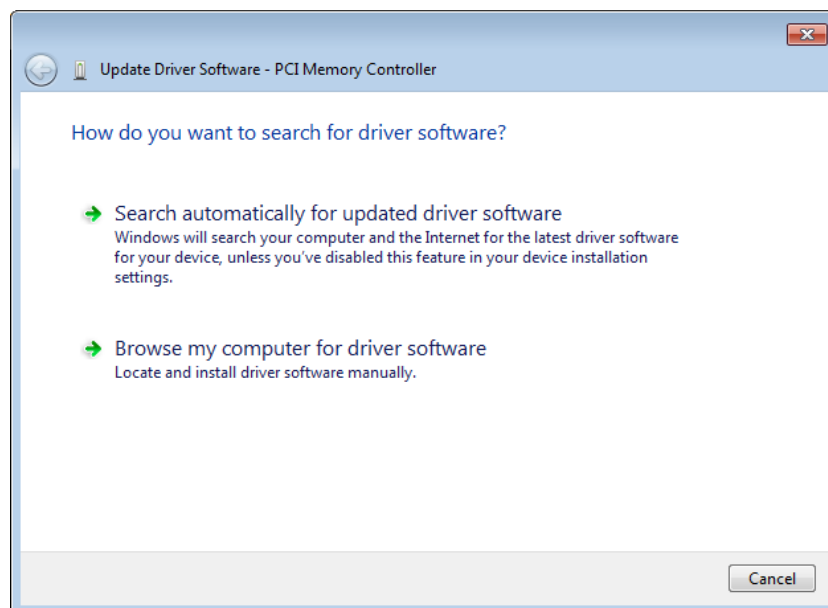 Update Driver Software - PCI Memory Controller
How do you want to search for driver software?
Search automatically for updated driver software
Windows will search your computer and the Internet for the latest driver software
for your device, unless you've disabled this feature in your device installation
settings.
Browse my computer for driver software
Locate and install driver software manually.
Cancel